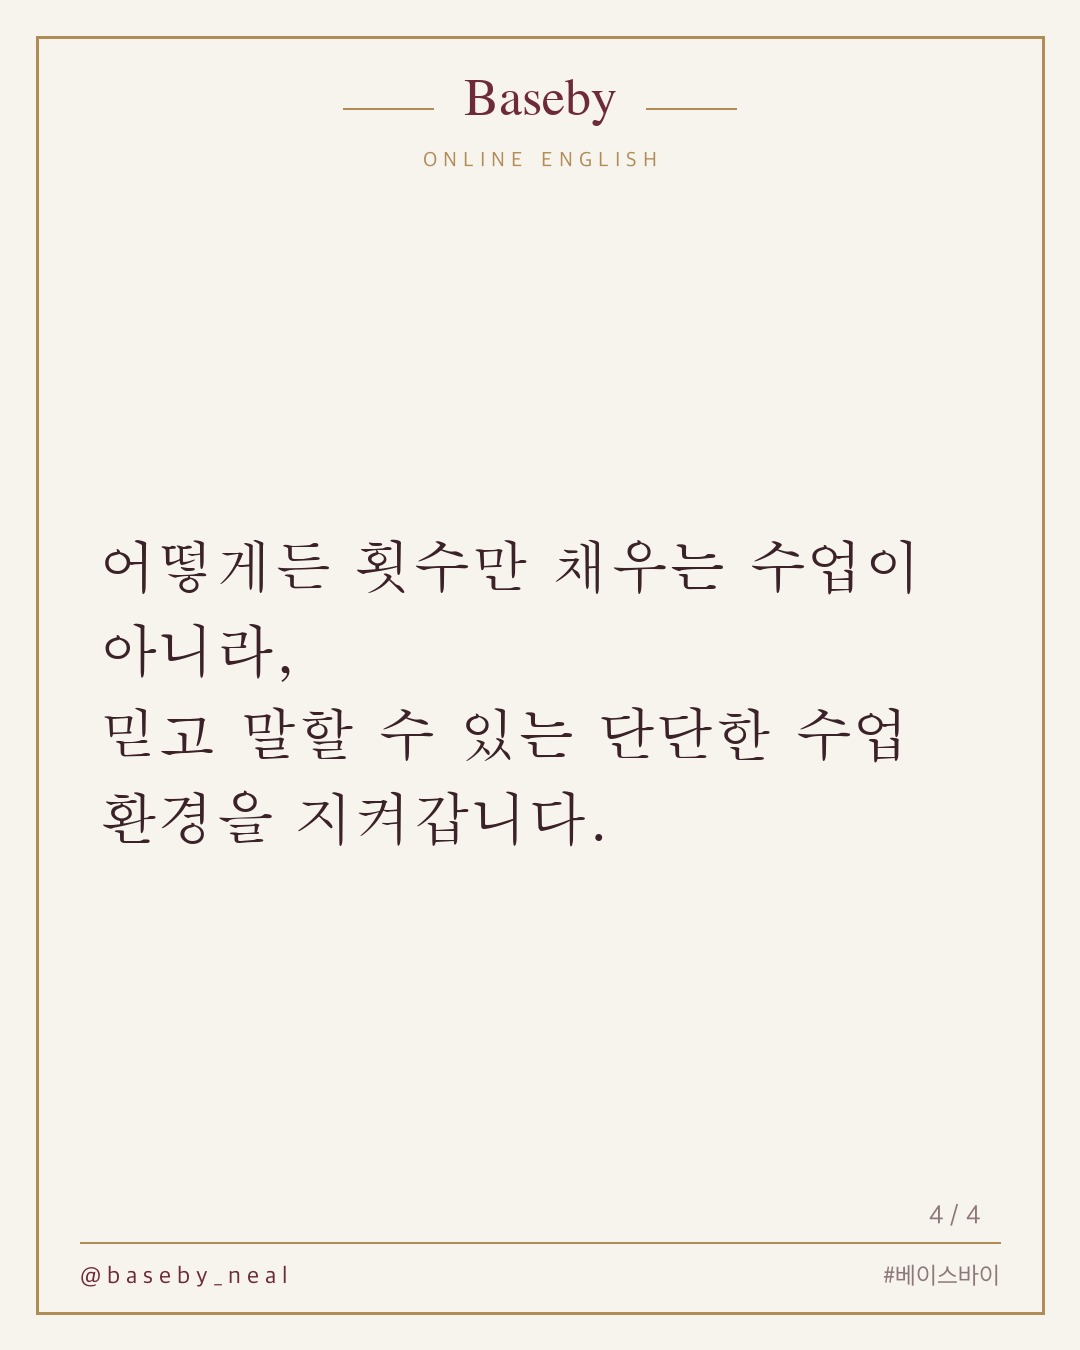 Baseby
ONLINE ENGLISH
어떻게든 횟수만 채우는 수업이
아니라,
믿고 말할 수 있는 단단한 수업
환경을 지켜갑니다.
4 / 4
@baseby_neal
#베이스바이